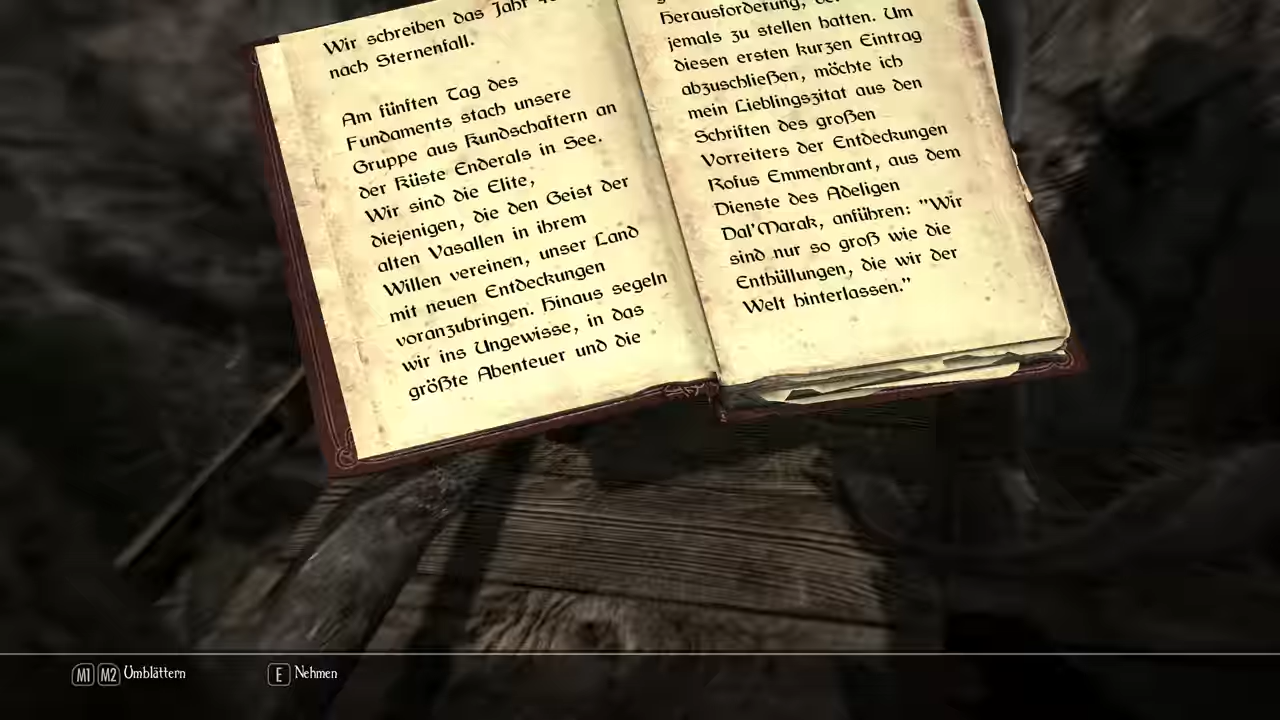 Wir schreiben das Jahr
nach Sternenfall.
Am fünften Tag des
Fundaments stach unsere
Gruppe aus Kundschaftern an
der Küste Enderals in See.
Wir sind die Elite,
diejenigen, die den Geist der
alten Vasallen in ihrem
Willen vereinen, unser Land
mit neuen Entdeckungen
voranzubringen. Hinaus segeln
wir ins Ungewisse, in das
größte Abenteuer und die
Herausforderung,
jemals zu stellen hatten. Um
diesen ersten kurzen Eintrag
abzuschließen, möchte ich
mein Lieblingszitat aus den
Schriften des großen
Vorreiters der Entdeckungen
Rofus Emmenbrant, aus dem
Dienste des Adeligen
Dal'Marak, anführen: "Wir
sind nur so groß wie die
Enthüllungen, die wir der
Welt hinterlassen."
M1 M2 Umblättern
E Nehmen